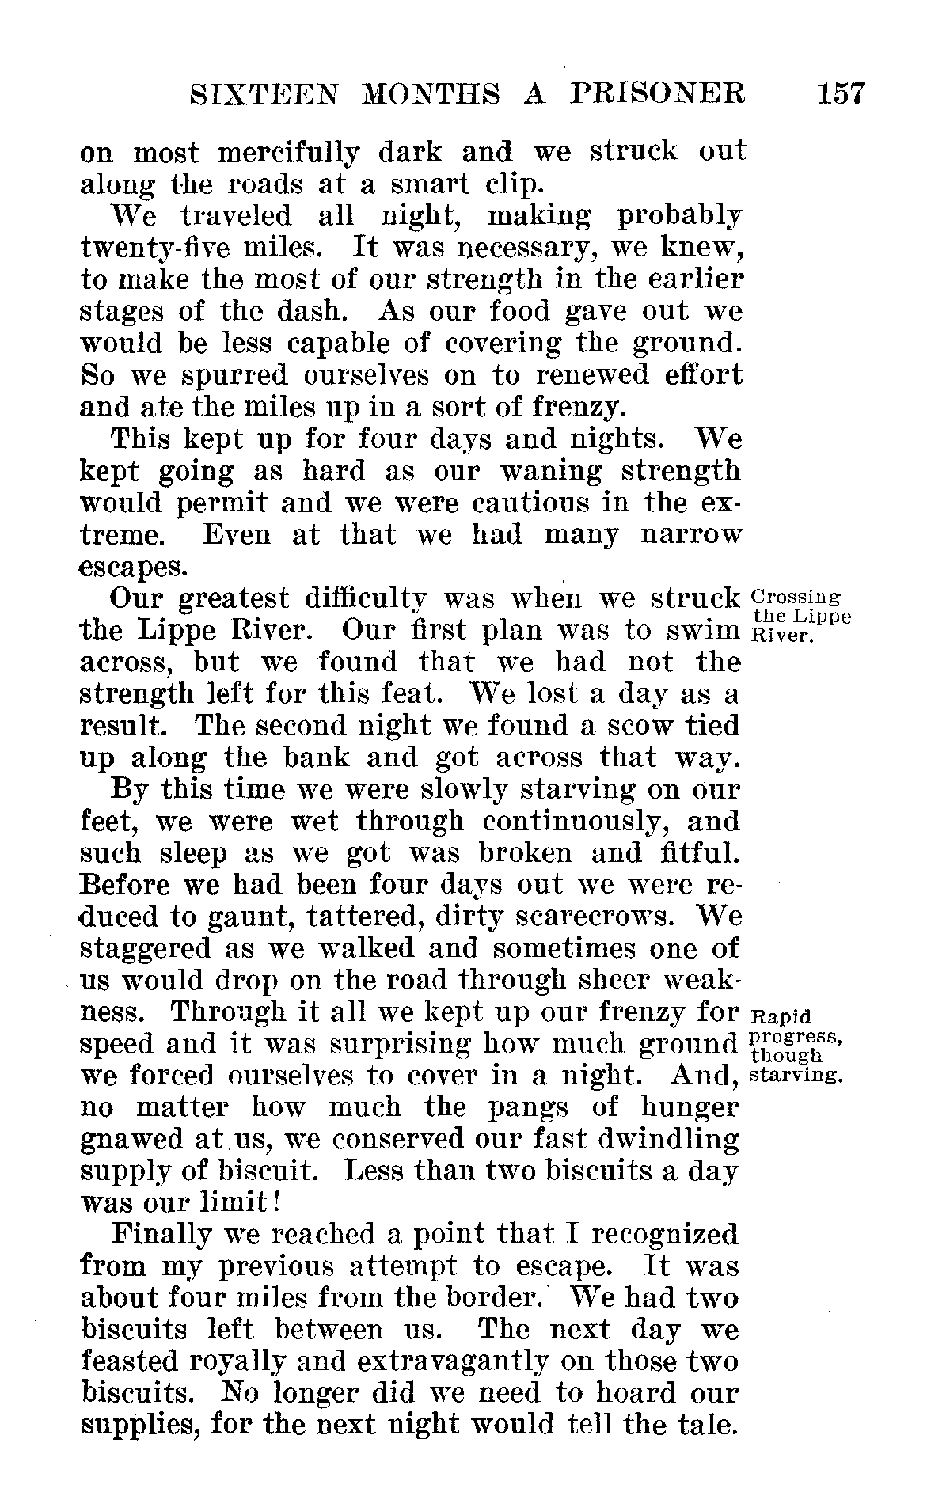 SIXTEEN MONTHS A PRISONER 157
on most mercifully dark and we struck out
along the roads at a smart clip.
We traveled all night, making probably
twenty-five miles. It was necessary, we knew,
to make the most of our strength in the earlier
stages of the dash. As our food gave out we
would be less capable of covering the ground.
So we spurred ourselves on to renewed effort
and ate the miles up in a sort of frenzy.
This kept up for four days and nights. We
kept going as hard as our waning strength
would permit and we were cautious in the ex-
treme. Even at that we had many narrow
escapes.
Our greatest difficulty was when we struck
the Lippe River. Our first plan was to swim
across, but we found that we had not the
strength left for this feat. We lost a day as a
result. The second night we found a scow tied
up along the bank and got across that way.
Crossing
the Lippe
River.
By this time we were slowly starving on our
feet, we were wet through continuously, and
such sleep as we got was broken and fitful.
Before we had been four days out we were re-
duced to gaunt, tattered, dirty scarecrows. We
staggered as we walked and sometimes one of
us would drop on the road through sheer weak-
ness. Through it all we kept up our frenzy for
speed and it was surprising how much ground
we forced ourselves to cover in a night. And,
no matter how much the pangs of hunger
gnawed at us, we conserved our fast dwindling
supply of biscuit. Less than two biscuits a day
was our limit!
Rapid
progress,
though
starving.
Finally we reached a point that I recognized
from my previous attempt to escape. It was
about four miles from the border. We had two
biscuits left between us. The next day we
feasted royally and extravagantly on those two
biscuits. No longer did we need to hoard our
supplies, for the next night would tell the tale.